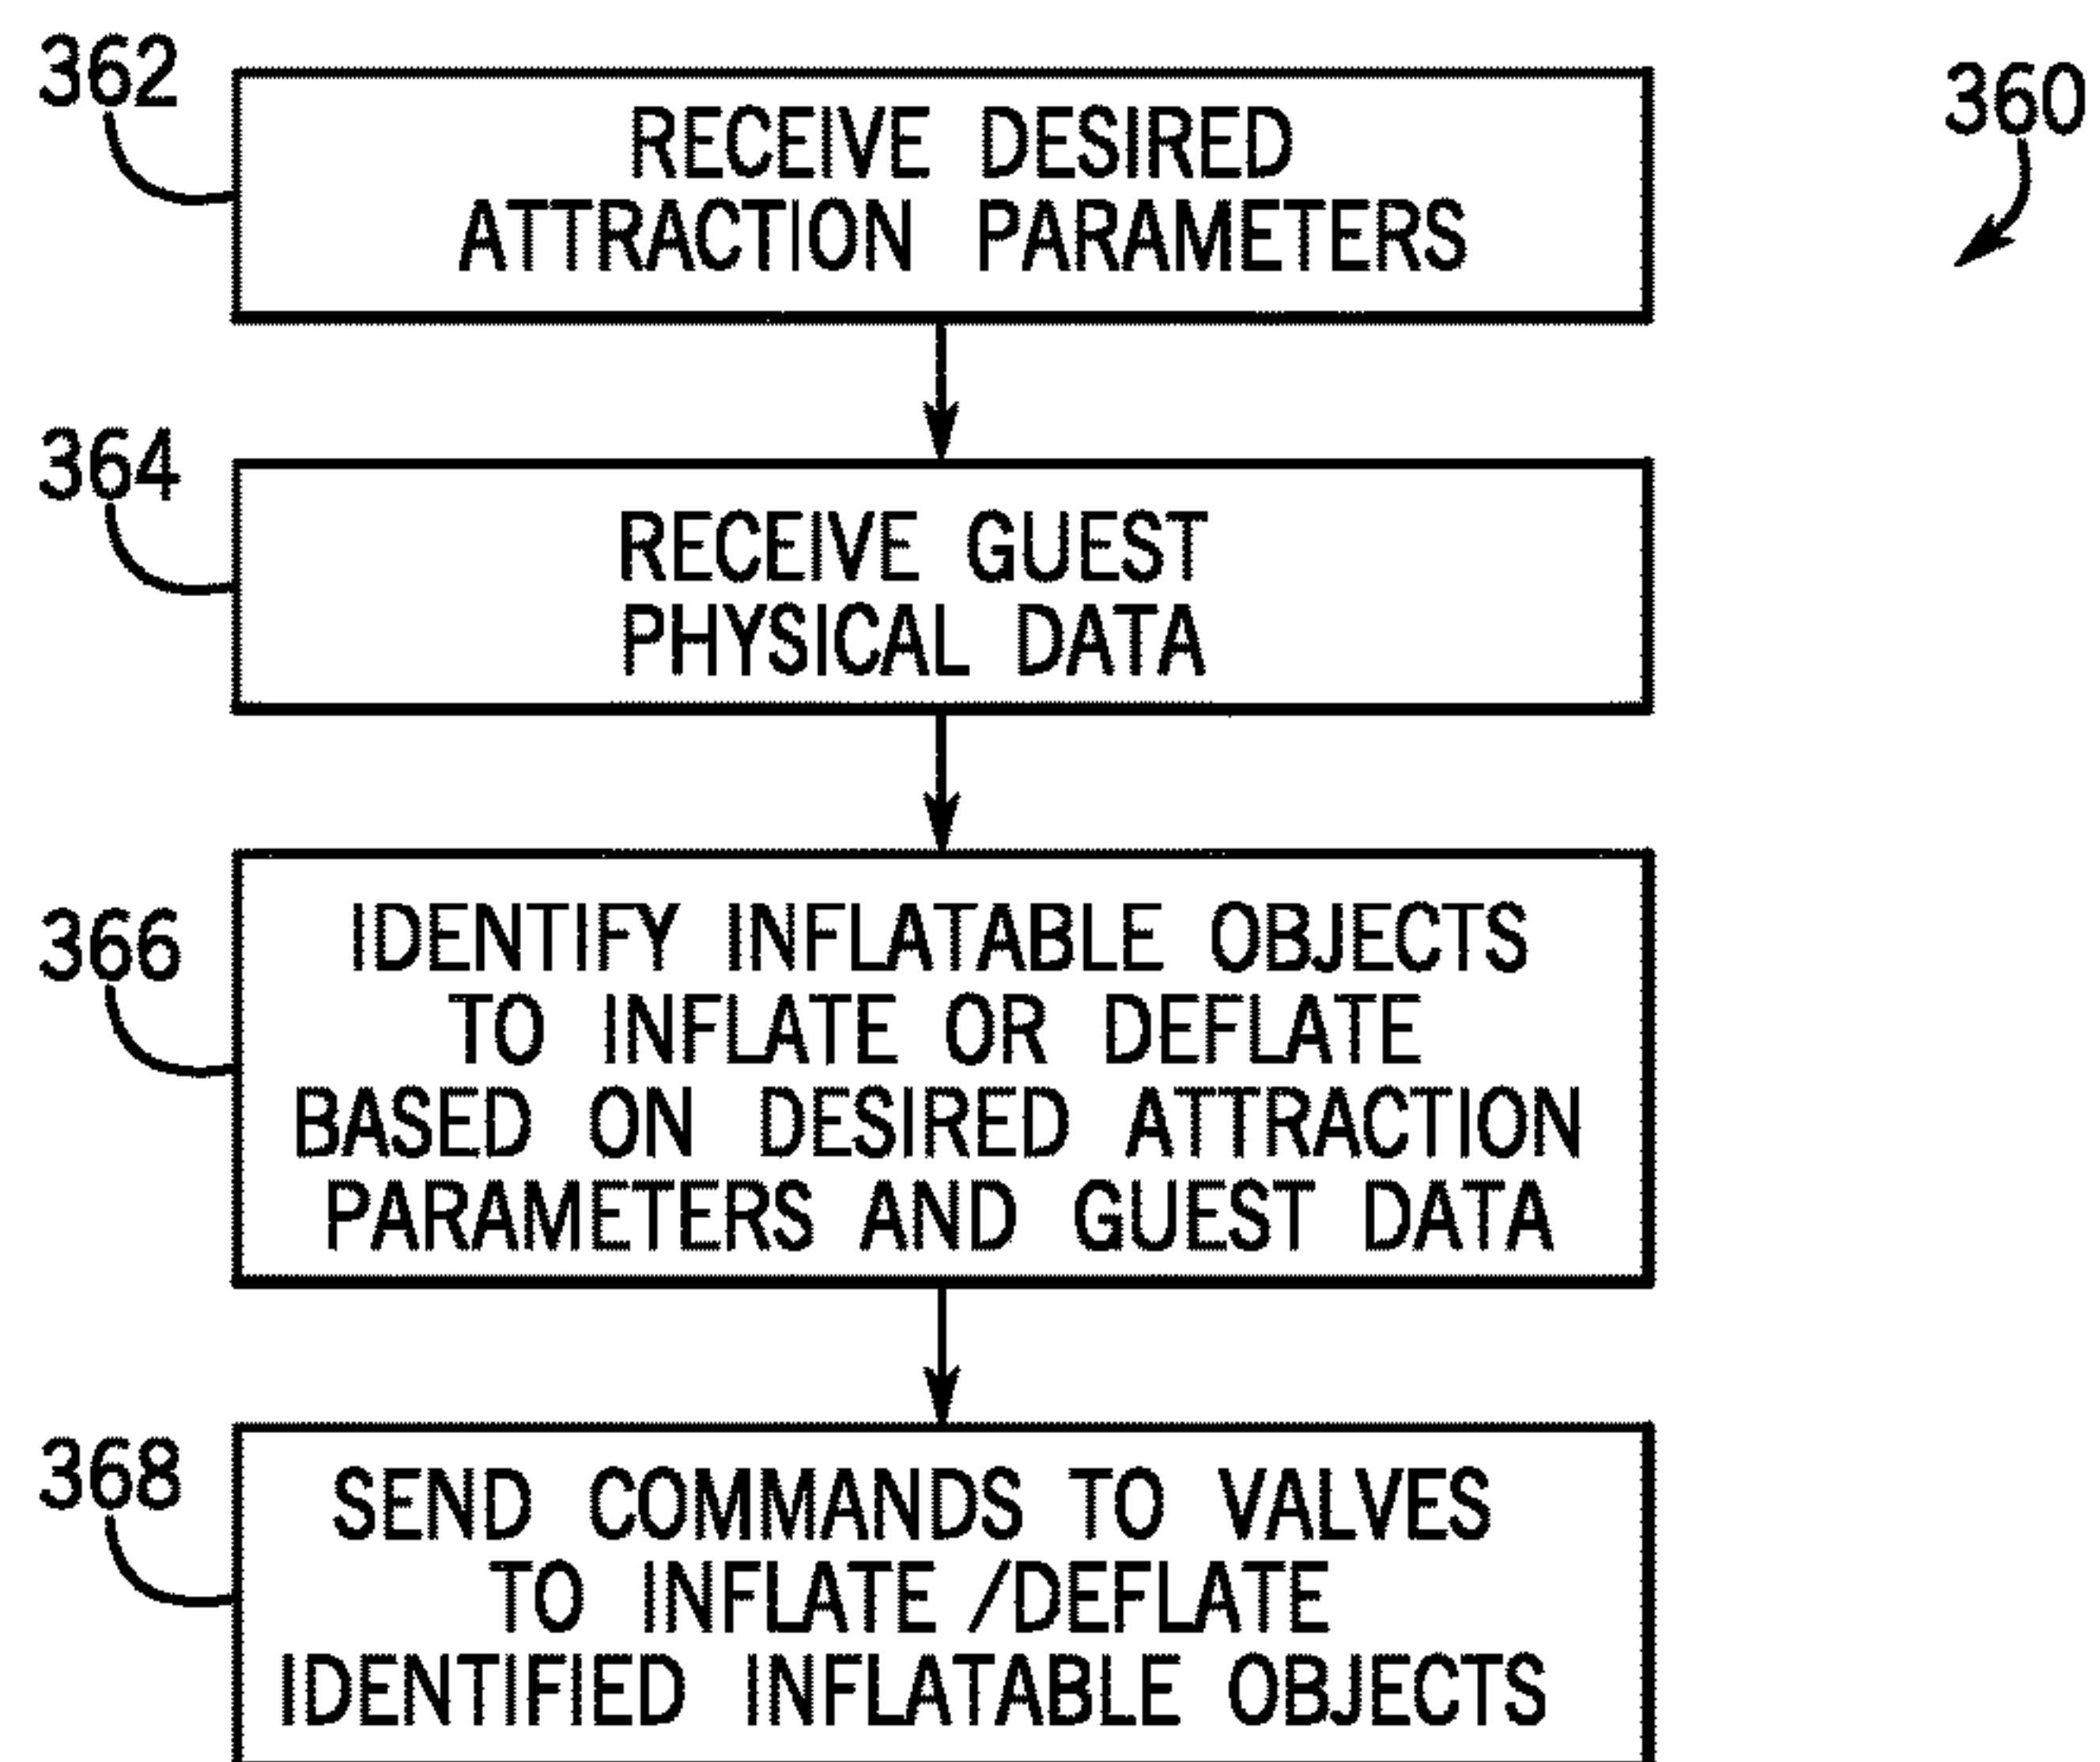 362
RECEIVE DESIRED
ATTRACTION PARAMETERS
360
364
RECEIVE GUEST
PHYSICAL DATA
366
IDENTIFY INFLATABLE OBJECTS
TO INFLATE OR DEFLATE
BASED ON DESIRED ATTRACTION
PARAMETERS AND GUEST DATA
368
SEND COMMANDS TO VALVES
TO INFLATE /DEFLATE
IDENTIFIED INFLATABLE OBJECTS